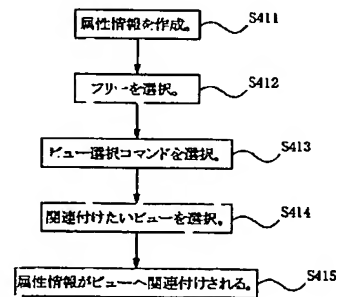 属性情報を作成。
S411
フリーを選択。
S412
ビュー選択コマンドを選択。
S413
関連付けたいビューを選択。
S414
属性情報がビューへ関連付けされる。
S415